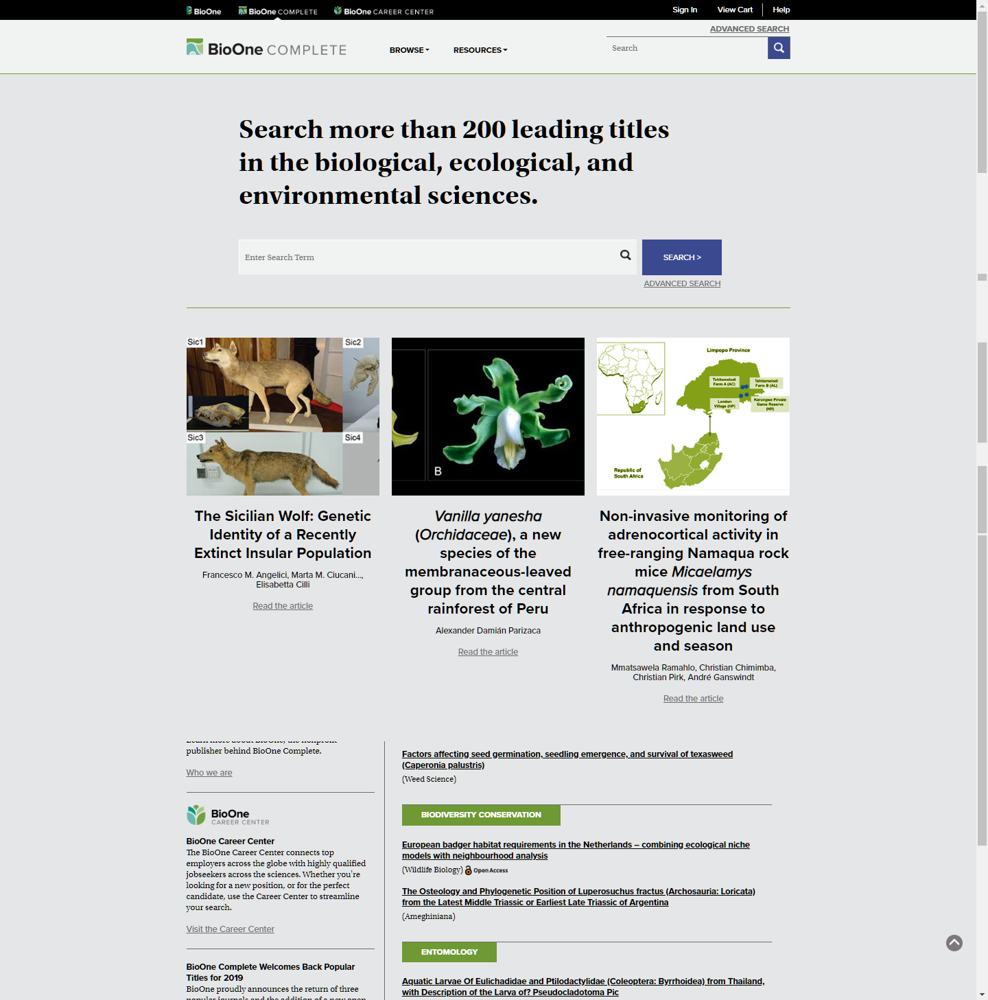 BioOne
BioOne COMPLETE
BioOne CAREER CENTER
Sign In
View Cart
Help
ADVANCED SEARCH
BioOne COMPLETE
BROWSE
RESOURCES
Search
Search more than 200 leading titles
in the biological, ecological, and
environmental sciences.
Enter Search Term
SEARCH >
ADVANCED SEARCH
Sic1
Sic2
Sic3
Sic4
B
Limpopo Province
Tshitamelodi
Farm A (AC)
Tshitamelodi
Farm B (AL)
London
Village (HP)
Karongwe Private
Game Reserve
(NR)
Republic of
South Africa
The Sicilian Wolf: Genetic
Identity of a Recently
Extinct Insular Population
Francesco M. Angelici, Marta M. Ciucani...,
Elisabetta Cilli
Read the article
Vanilla yanesha
(Orchidaceae), a new
species of the
membranaceous-leaved
group from the central
rainforest of Peru
Alexander Damián Parizaca
Read the article
Non-invasive monitoring of
adrenocortical activity in
free-ranging Namaqua rock
mice Micaelamys
namaquensis from South
Africa in response to
anthropogenic land use
and season
Mmatsawela Ramahlo, Christian Chimimba,
Christian Pirk, André Ganswindt
Read the article
Learn more about BioOne, the nonprofit
publisher behind BioOne Complete.
Who we are
BioOne
CAREER CENTER
BioOne Career Center
The BioOne Career Center connects top
employers across the globe with highly qualified
jobseekers across the sciences. Whether you're
looking for a new position, or for the perfect
candidate, use the Career Center to streamline
your search.
Visit the Career Center
BioOne Complete Welcomes Back Popular
Titles for 2019
BioOne proudly announces the return of three
popular journals and the addition of a new open
Factors affecting seed germination, seedling emergence, and survival of texasweed
(Caperonia palustris)
(Weed Science)
BIODIVERSITY CONSERVATION
European badger habitat requirements in the Netherlands – combining ecological niche
models with neighbourhood analysis
(Wildlife Biology) Open Access
The Osteology and Phylogenetic Position of Luperosuchus fractus (Archosauria: Loricata)
from the Latest Middle Triassic or Earliest Late Triassic of Argentina
(Ameghiniana)
ENTOMOLOGY
Aquatic Larvae Of Eulichadidae and Ptilodactylidae (Coleoptera: Byrrhoidea) from Thailand,
with Description of the Larva of? Pseudocladotoma Pic